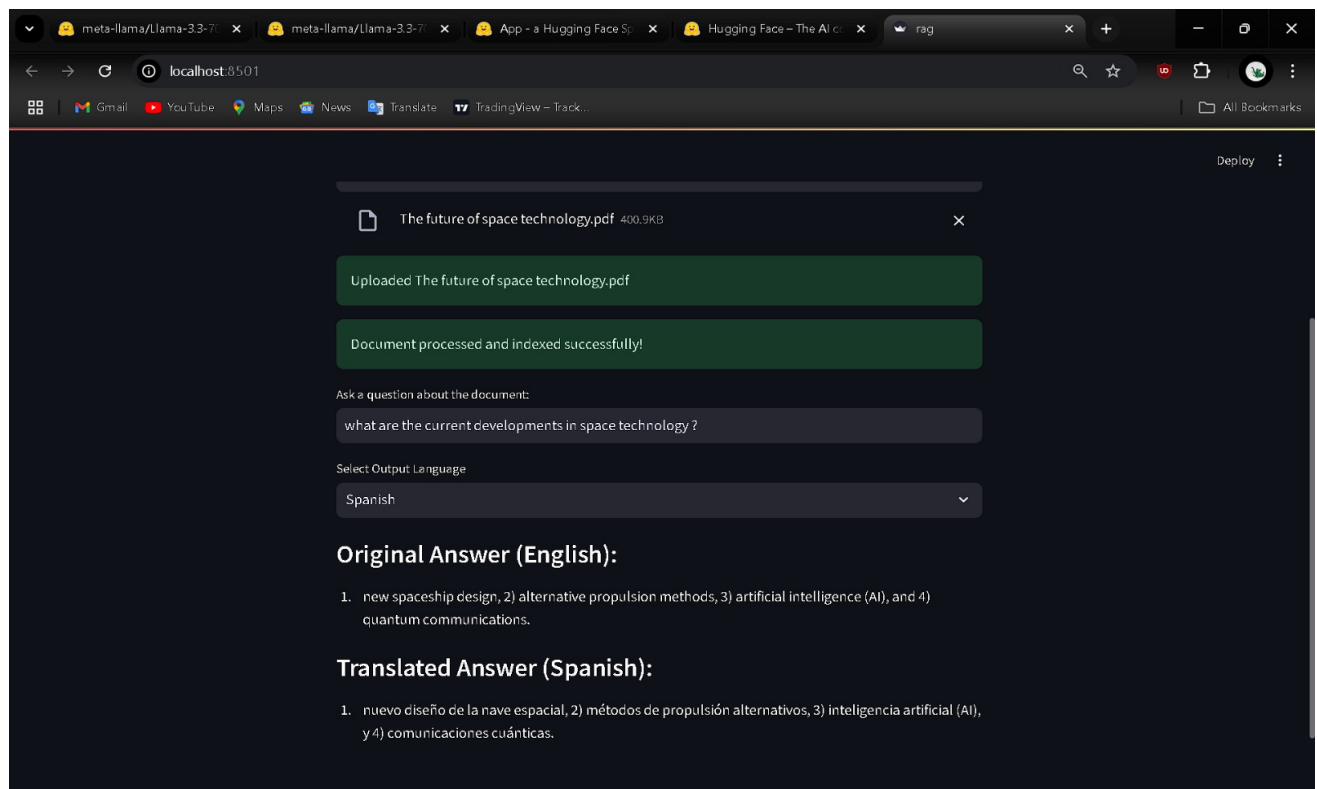 meta-llama/Llama-3.3-7
meta-llama/Llama-3.3-7
App - a Hugging Face Sp
Hugging Face – The AI c
rag
localhost:8501
Gmail
YouTube
Maps
News
Translate
TradingView – Track...
All Bookmarks
Deploy
The future of space technology.pdf 400.9KB
Uploaded The future of space technology.pdf
Document processed and indexed successfully!
Ask a question about the document:
what are the current developments in space technology ?
Select Output Language
Spanish
Original Answer (English):
1. new spaceship design, 2) alternative propulsion methods, 3) artificial intelligence (AI), and 4)
quantum communications.
Translated Answer (Spanish):
1. nuevo diseño de la nave espacial, 2) métodos de propulsión alternativos, 3) inteligencia artificial (AI),
y 4) comunicaciones cuánticas.